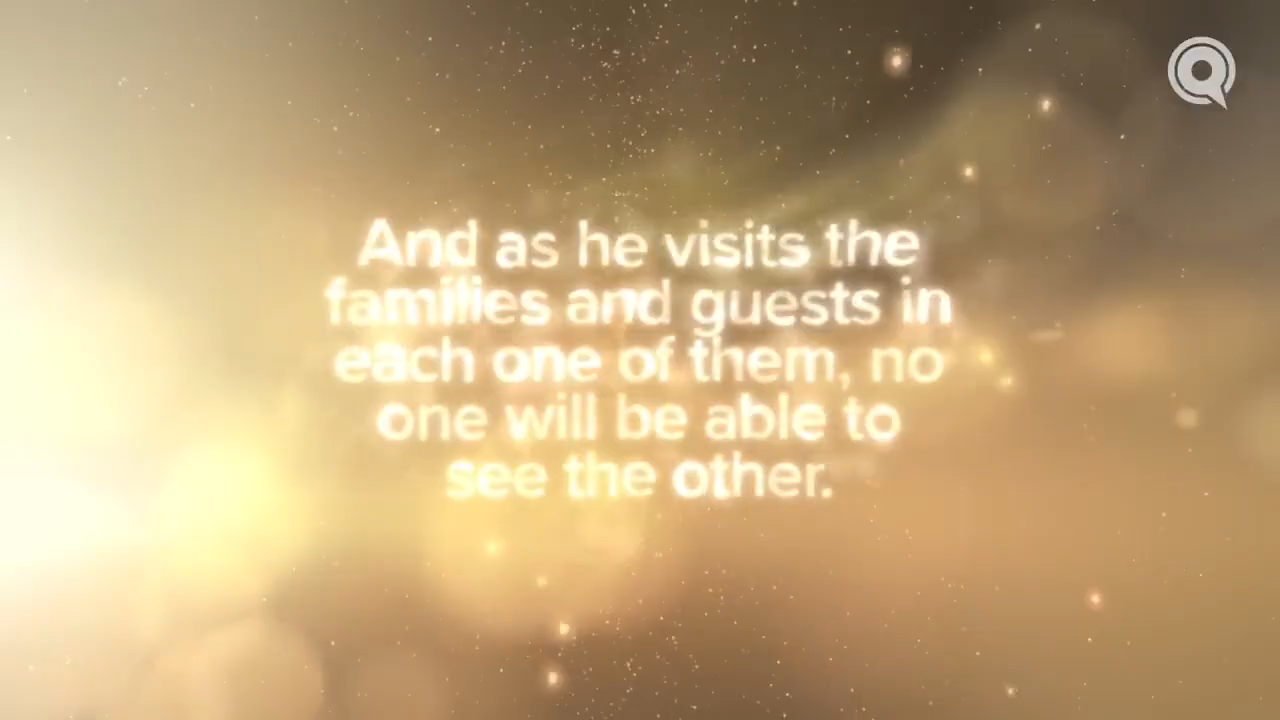 And as he visits the
families and guests in
each one of them, no
one will be able to
see the other.